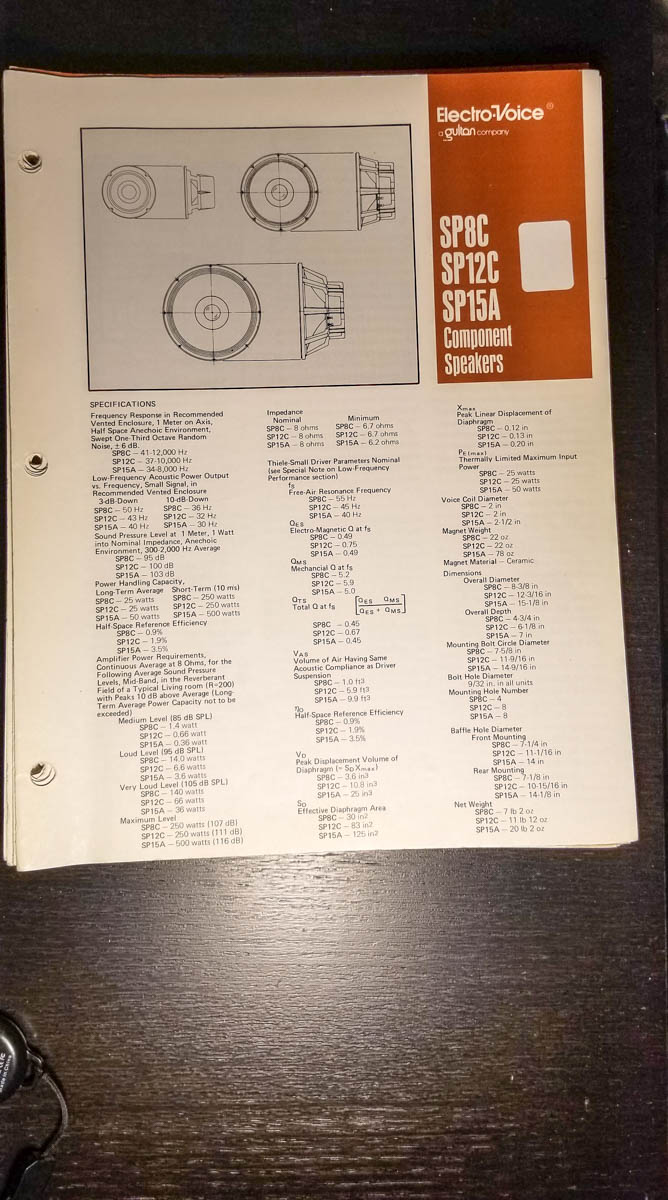 Electro-Voice®
a gulton company
SP8C
SP12C
SP15A
Component
Speakers
SPECIFICATIONS
Frequency Response in Recommended
Vented Enclosure, 1 Meter on Axis,
Half Space Anechoic Environment,
Swept One-Third Octave Random
Noise, ± 6 dB.
SP8C — 41-12,000 Hz
SP12C — 37-10,000 Hz
SP15A — 34-8,000 Hz
Low-Frequency Acoustic Power Output
vs. Frequency, Small Signal, in
Recommended Vented Enclosure
3-dB-Down 10-dB-Down
SP8C — 50 Hz SP8C — 36 Hz
SP12C — 43 Hz SP12C — 32 Hz
SP15A — 40 Hz SP15A — 30 Hz
Sound Pressure Level at 1 Meter, 1 Watt
into Nominal Impedance, Anechoic
Environment, 300-2,000 Hz Average
SP8C — 95 dB
SP12C — 100 dB
SP15A — 103 dB
Power Handling Capacity,
Long-Term Average Short-Term (10 ms)
SP8C — 25 watts SP8C — 250 watts
SP12C — 25 watts SP12C — 250 watts
SP15A — 50 watts SP15A — 500 watts
Half-Space Reference Efficiency
SP8C — 0.9%
SP12C — 1.9%
SP15A — 3.5%
Amplifier Power Requirements,
Continuous Average at 8 Ohms, for the
Following Average Sound Pressure
Levels, Mid-Band, in the Reverberant
Field of a Typical Living room (R=200)
with Peaks 10 dB above Average (Long-
Term Average Power Capacity not to be
exceeded)
Medium Level (85 dB SPL)
SP8C — 1.4 watt
SP12C — 0.66 watt
SP15A — 0.36 watt
Loud Level (95 dB SPL)
SP8C — 14.0 watts
SP12C — 6.6 watts
SP15A — 3.6 watts
Very Loud Level (105 dB SPL)
SP8C — 140 watts
SP12C — 66 watts
SP15A — 36 watts
Maximum Level
SP8C — 250 watts (107 dB)
SP12C — 250 watts (111 dB)
SP15A — 500 watts (116 dB)
Impedance
Nominal Minimum
SP8C — 8 ohms SP8C — 6.7 ohms
SP12C — 8 ohms SP12C — 6.7 ohms
SP15A — 8 ohms SP15A — 6.2 ohms
Thiele-Small Driver Parameters Nominal
(see Special Note on Low-Frequency
Performance section)
fs
Free-Air Resonance Frequency
SP8C — 55 Hz
SP12C — 45 Hz
SP15A — 40 Hz
QES
Electro-Magnetic Q at fs
SP8C — 0.49
SP12C — 0.75
SP15A — 0.49
QMS
Mechancial Q at fs
SP8C — 5.2
SP12C — 5.9
SP15A — 5.0
QTS
Total Q at fs [QES QMS / QES + QMS]
SP8C — 0.45
SP12C — 0.67
SP15A — 0.45
VAS
Volume of Air Having Same
Acoustic Compliance as Driver
Suspension
SP8C — 1.0 ft3
SP12C — 5.9 ft3
SP15A — 9.9 ft3
ηo
Half-Space Reference Efficiency
SP8C — 0.9%
SP12C — 1.9%
SP15A — 3.5%
VD
Peak Displacement Volume of
Diaphragm (= SD Xmax)
SP8C — 3.6 in3
SP12C — 10.8 in3
SP15A — 25 in3
SD
Effective Diaphragm Area
SP8C — 30 in2
SP12C — 83 in2
SP15A — 125 in2
Xmax
Peak Linear Displacement of
Diaphragm
SP8C — 0.12 in
SP12C — 0.13 in
SP15A — 0.20 in
PE(max)
Thermally Limited Maximum Input
Power
SP8C — 25 watts
SP12C — 25 watts
SP15A — 50 watts
Voice Coil Diameter
SP8C — 2 in
SP12C — 2 in
SP15A — 2-1/2 in
Magnet Weight
SP8C — 22 oz
SP12C — 22 oz
SP15A — 78 oz
Magnet Material — Ceramic
Dimensions
Overall Diameter
SP8C — 8-3/8 in
SP12C — 12-3/16 in
SP15A — 15-1/8 in
Overall Depth
SP8C — 4-3/4 in
SP12C — 6-1/8 in
SP15A — 7 in
Mounting Bolt Circle Diameter
SP8C — 7-5/8 in
SP12C — 11-9/16 in
SP15A — 14-9/16 in
Bolt Hole Diameter
9/32 in. in all units
Mounting Hole Number
SP8C — 4
SP12C — 8
SP15A — 8
Baffle Hole Diameter
Front Mounting
SP8C — 7-1/4 in
SP12C — 11-1/16 in
SP15A — 14 in
Rear Mounting
SP8C — 7-1/8 in
SP12C — 10-15/16 in
SP15A — 14-1/8 in
Net Weight
SP8C — 7 lb 2 oz
SP12C — 11 lb 12 oz
SP15A — 20 lb 2 oz
Made in China